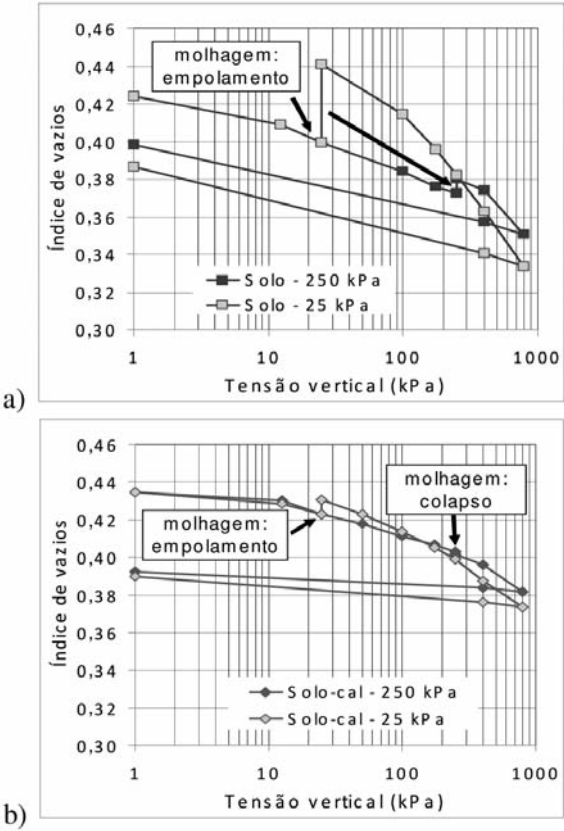 0,46
0,44
0,42
0,40
0,38
0,36
0,34
0,32
0,30
Índice de vazios
molhagem:
empolamento
Solo - 250 kPa
Solo - 25 kPa
1 10 100 1000
Tensão vertical (kPa)
a)
0,46
0,44
0,42
0,40
0,38
0,36
0,34
0,32
0,30
Índice de vazios
molhagem:
colapso
molhagem:
empolamento
Solo-cal - 250 kPa
Solo-cal - 25 kPa
1 10 100 1000
Tensão vertical (kPa)
b)